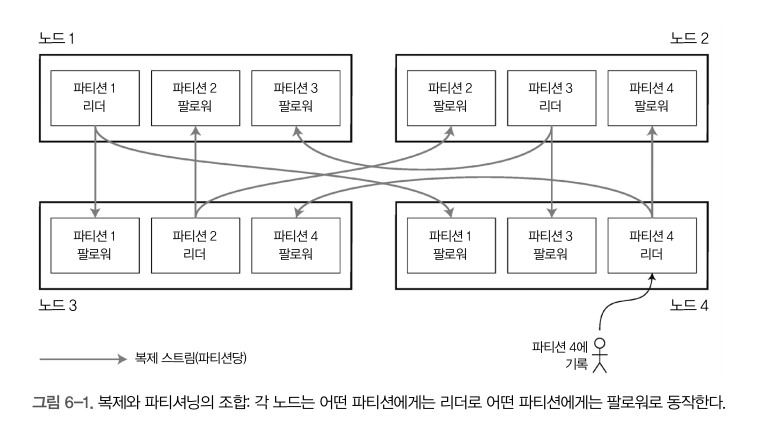 노드 1
노드 2
파티션 1
리더
파티션 2
팔로워
파티션 3
팔로워
파티션 2
팔로워
파티션 3
리더
파티션 4
팔로워
파티션 1
팔로워
파티션 2
리더
파티션 4
팔로워
파티션 1
팔로워
파티션 3
팔로워
파티션 4
리더
노드 3
노드 4
파티션 4에
기록
복제 스트림(파티션당)
그림 6-1. 복제와 파티셔닝의 조합: 각 노드는 어떤 파티션에게는 리더로 어떤 파티션에게는 팔로워로 동작한다.